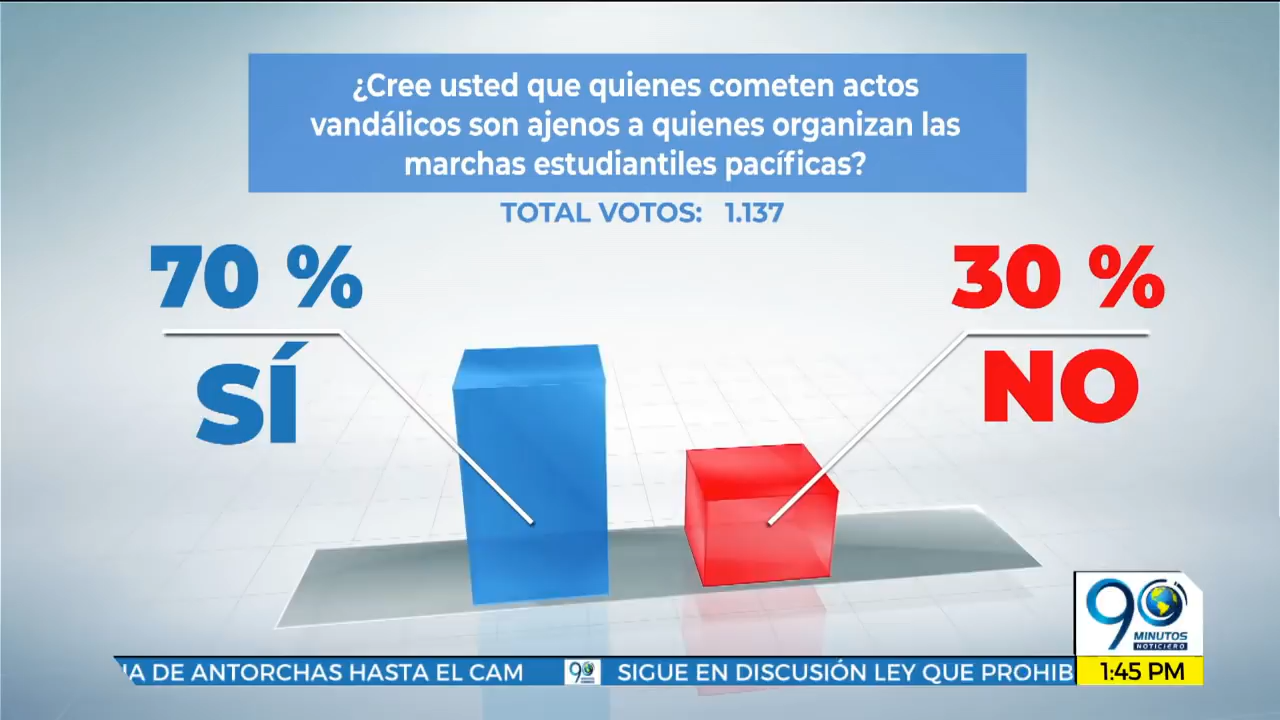 ¿Cree usted que quienes cometen actos
vandálicos son ajenos a quienes organizan las
marchas estudiantiles pacíficas?
TOTAL VOTOS: 1.137
70 %
SÍ
30 %
NO
90
MINUTOS
NOTICIERO
DE ANTORCHAS HASTA EL CAM
90
SIGUE EN DISCUSIÓN LEY QUE PROHIB
1:45 PM